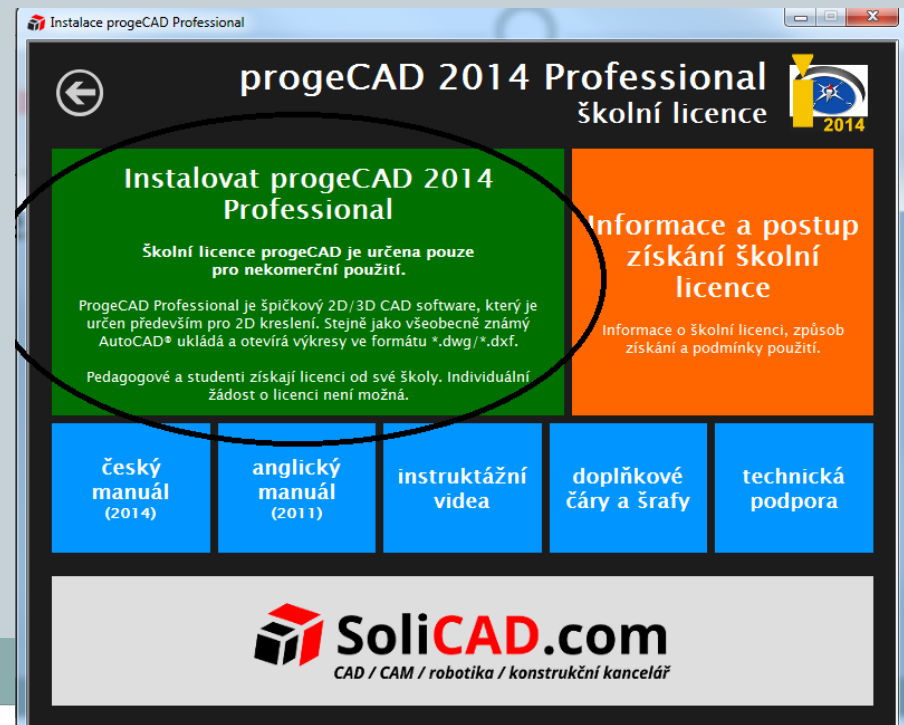 Instalace progeCAD Professional
progeCAD 2014 Professional
školní licence
2014
Instalovat progeCAD 2014
Professional
Školní licence progeCAD je určena pouze
pro nekomerční použití.
ProgeCAD Professional je špičkový 2D/3D CAD software, který je
určen především pro 2D kreslení. Stejně jako všeobecně známý
AutoCAD® ukládá a otevírá výkresy ve formátu *.dwg/*.dxf.
Pedagogové a studenti získají licenci od své školy. Individuální
žádost o licenci není možná.
Informace a postup
získání školní
licence
Informace o školní licenci, způsob
získání a podmínky použití.
český
manuál
(2014)
anglický
manuál
(2011)
instruktážní
videa
doplňkové
čáry a šrafy
technická
podpora
SoliCAD.com
CAD / CAM / robotika / konstrukční kancelář